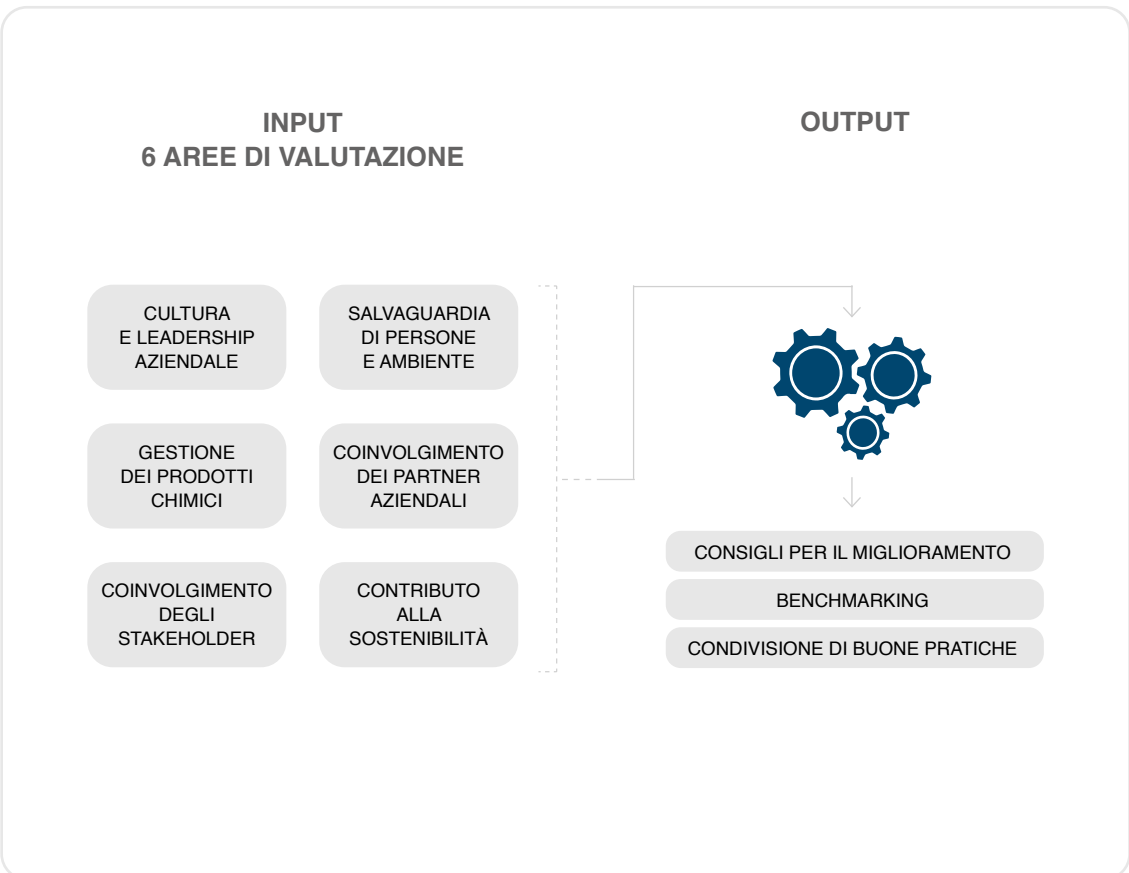 INPUT
6 AREE DI VALUTAZIONE
OUTPUT
CULTURA
E LEADERSHIP
AZIENDALE
SALVAGUARDIA
DI PERSONE
E AMBIENTE
GESTIONE
DEI PRODOTTI
CHIMICI
COINVOLGIMENTO
DEI PARTNER
AZIENDALI
COINVOLGIMENTO
DEGLI
STAKEHOLDER
CONTRIBUTO
ALLA
SOSTENIBILITÀ
CONSIGLI PER IL MIGLIORAMENTO
BENCHMARKING
CONDIVISIONE DI BUONE PRATICHE